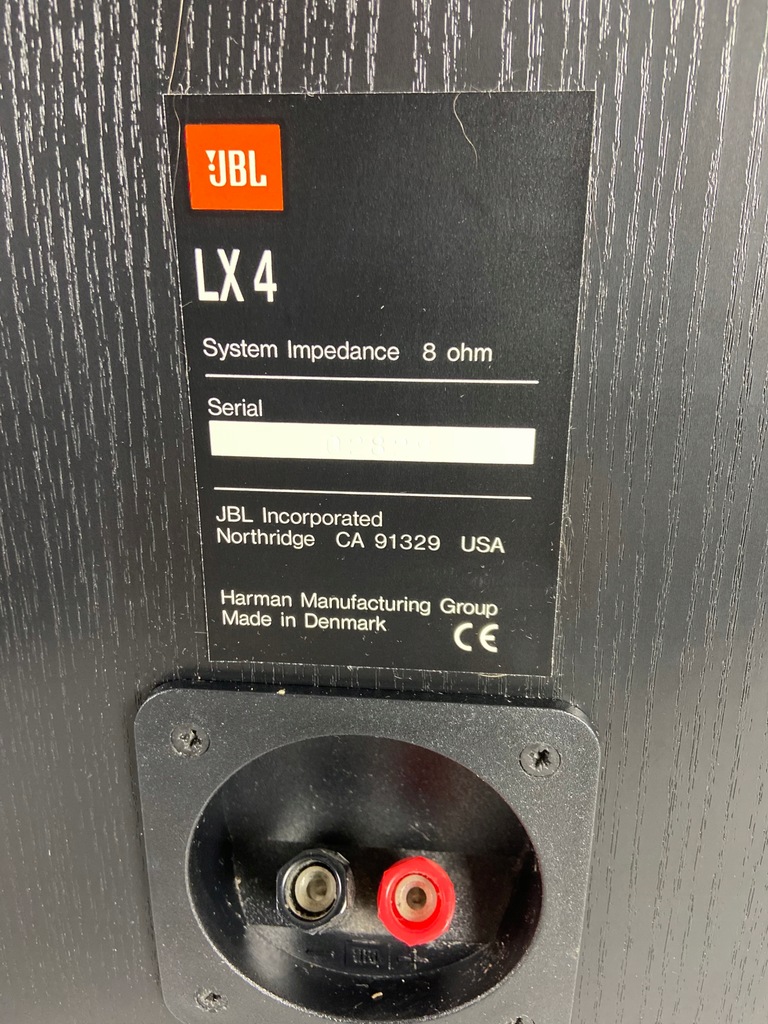 JBL
LX 4
System Impedance 8 ohm
Serial
JBL Incorporated
Northridge CA 91329 USA
Harman Manufacturing Group
Made in Denmark
CE
- JBL +